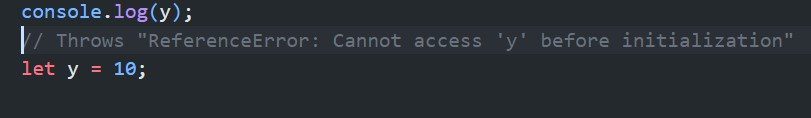 console.log(y);
// Throws "ReferenceError: Cannot access 'y' before initialization"
let y = 10;